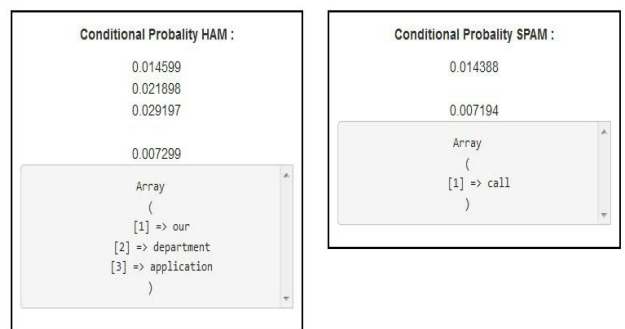 Conditional Probality HAM :
0.014599
0.021898
0.029197
0.007299
Array
(
[1] => our
[2] => department
[3] => application
)
Conditional Probality SPAM :
0.014388
0.007194
Array
(
[1] => call
)